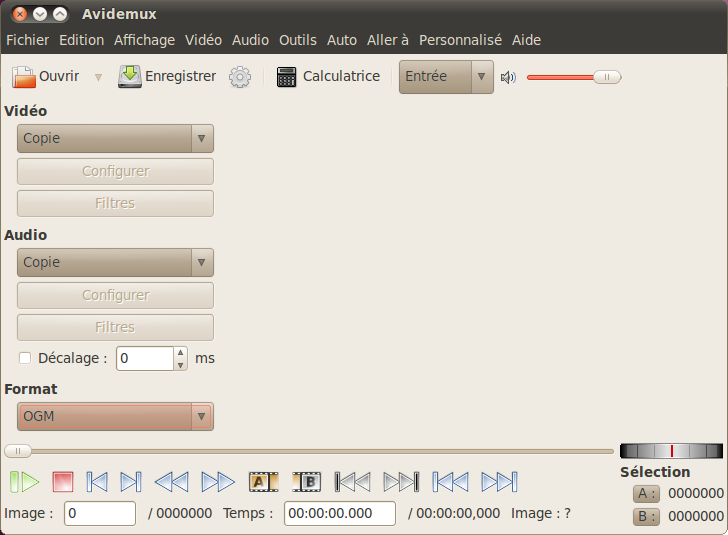 Avidemux
Fichier Edition Affichage Vidéo Audio Outils Auto Aller à Personnalisé Aide
Ouvrir Enregistrer Calculatrice Entrée
Vidéo
Copie
Configurer
Filtres
Audio
Copie
Configurer
Filtres
Décalage : 0 ms
Format
OGM
A B
Sélection
A : 0000000
B : 0000000
Image : 0 / 0000000 Temps : 00:00:00.000 / 00:00:00,000 Image : ?